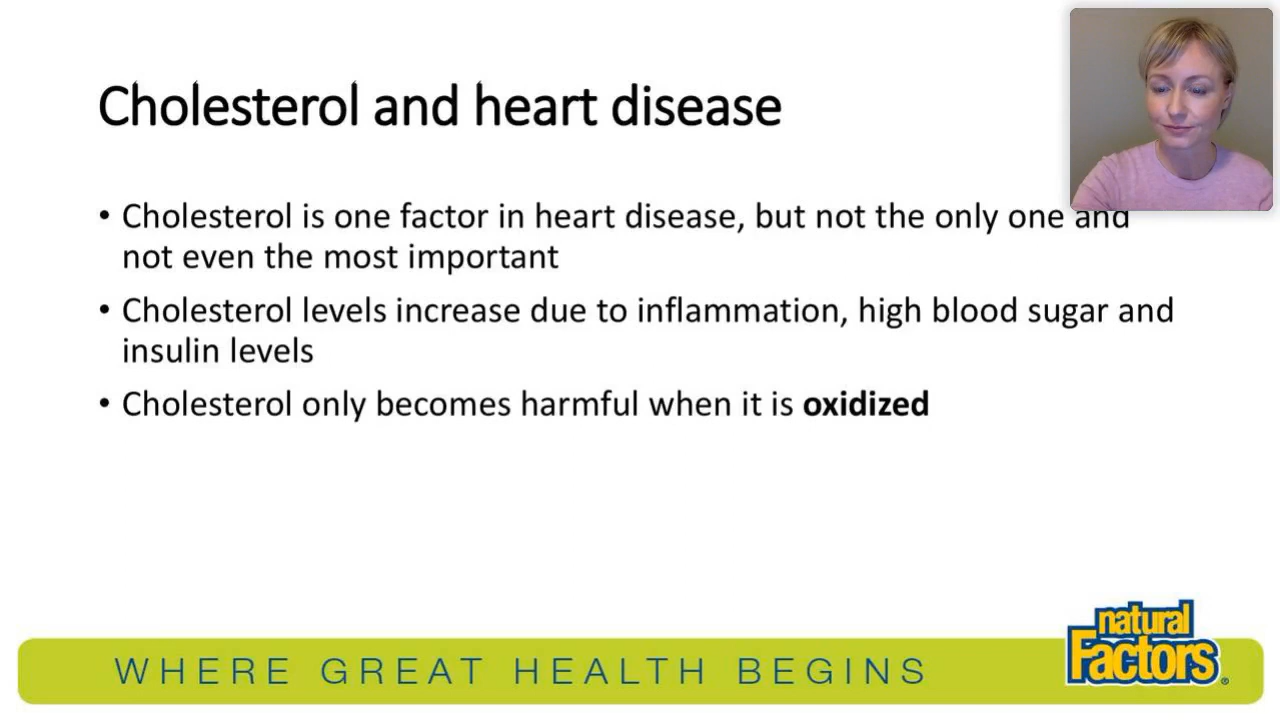 Cholesterol and heart disease
• Cholesterol is one factor in heart disease, but not the only one and
not even the most important
• Cholesterol levels increase due to inflammation, high blood sugar and
insulin levels
• Cholesterol only becomes harmful when it is oxidized
WHERE GREAT HEALTH BEGINS
natural
Factors®